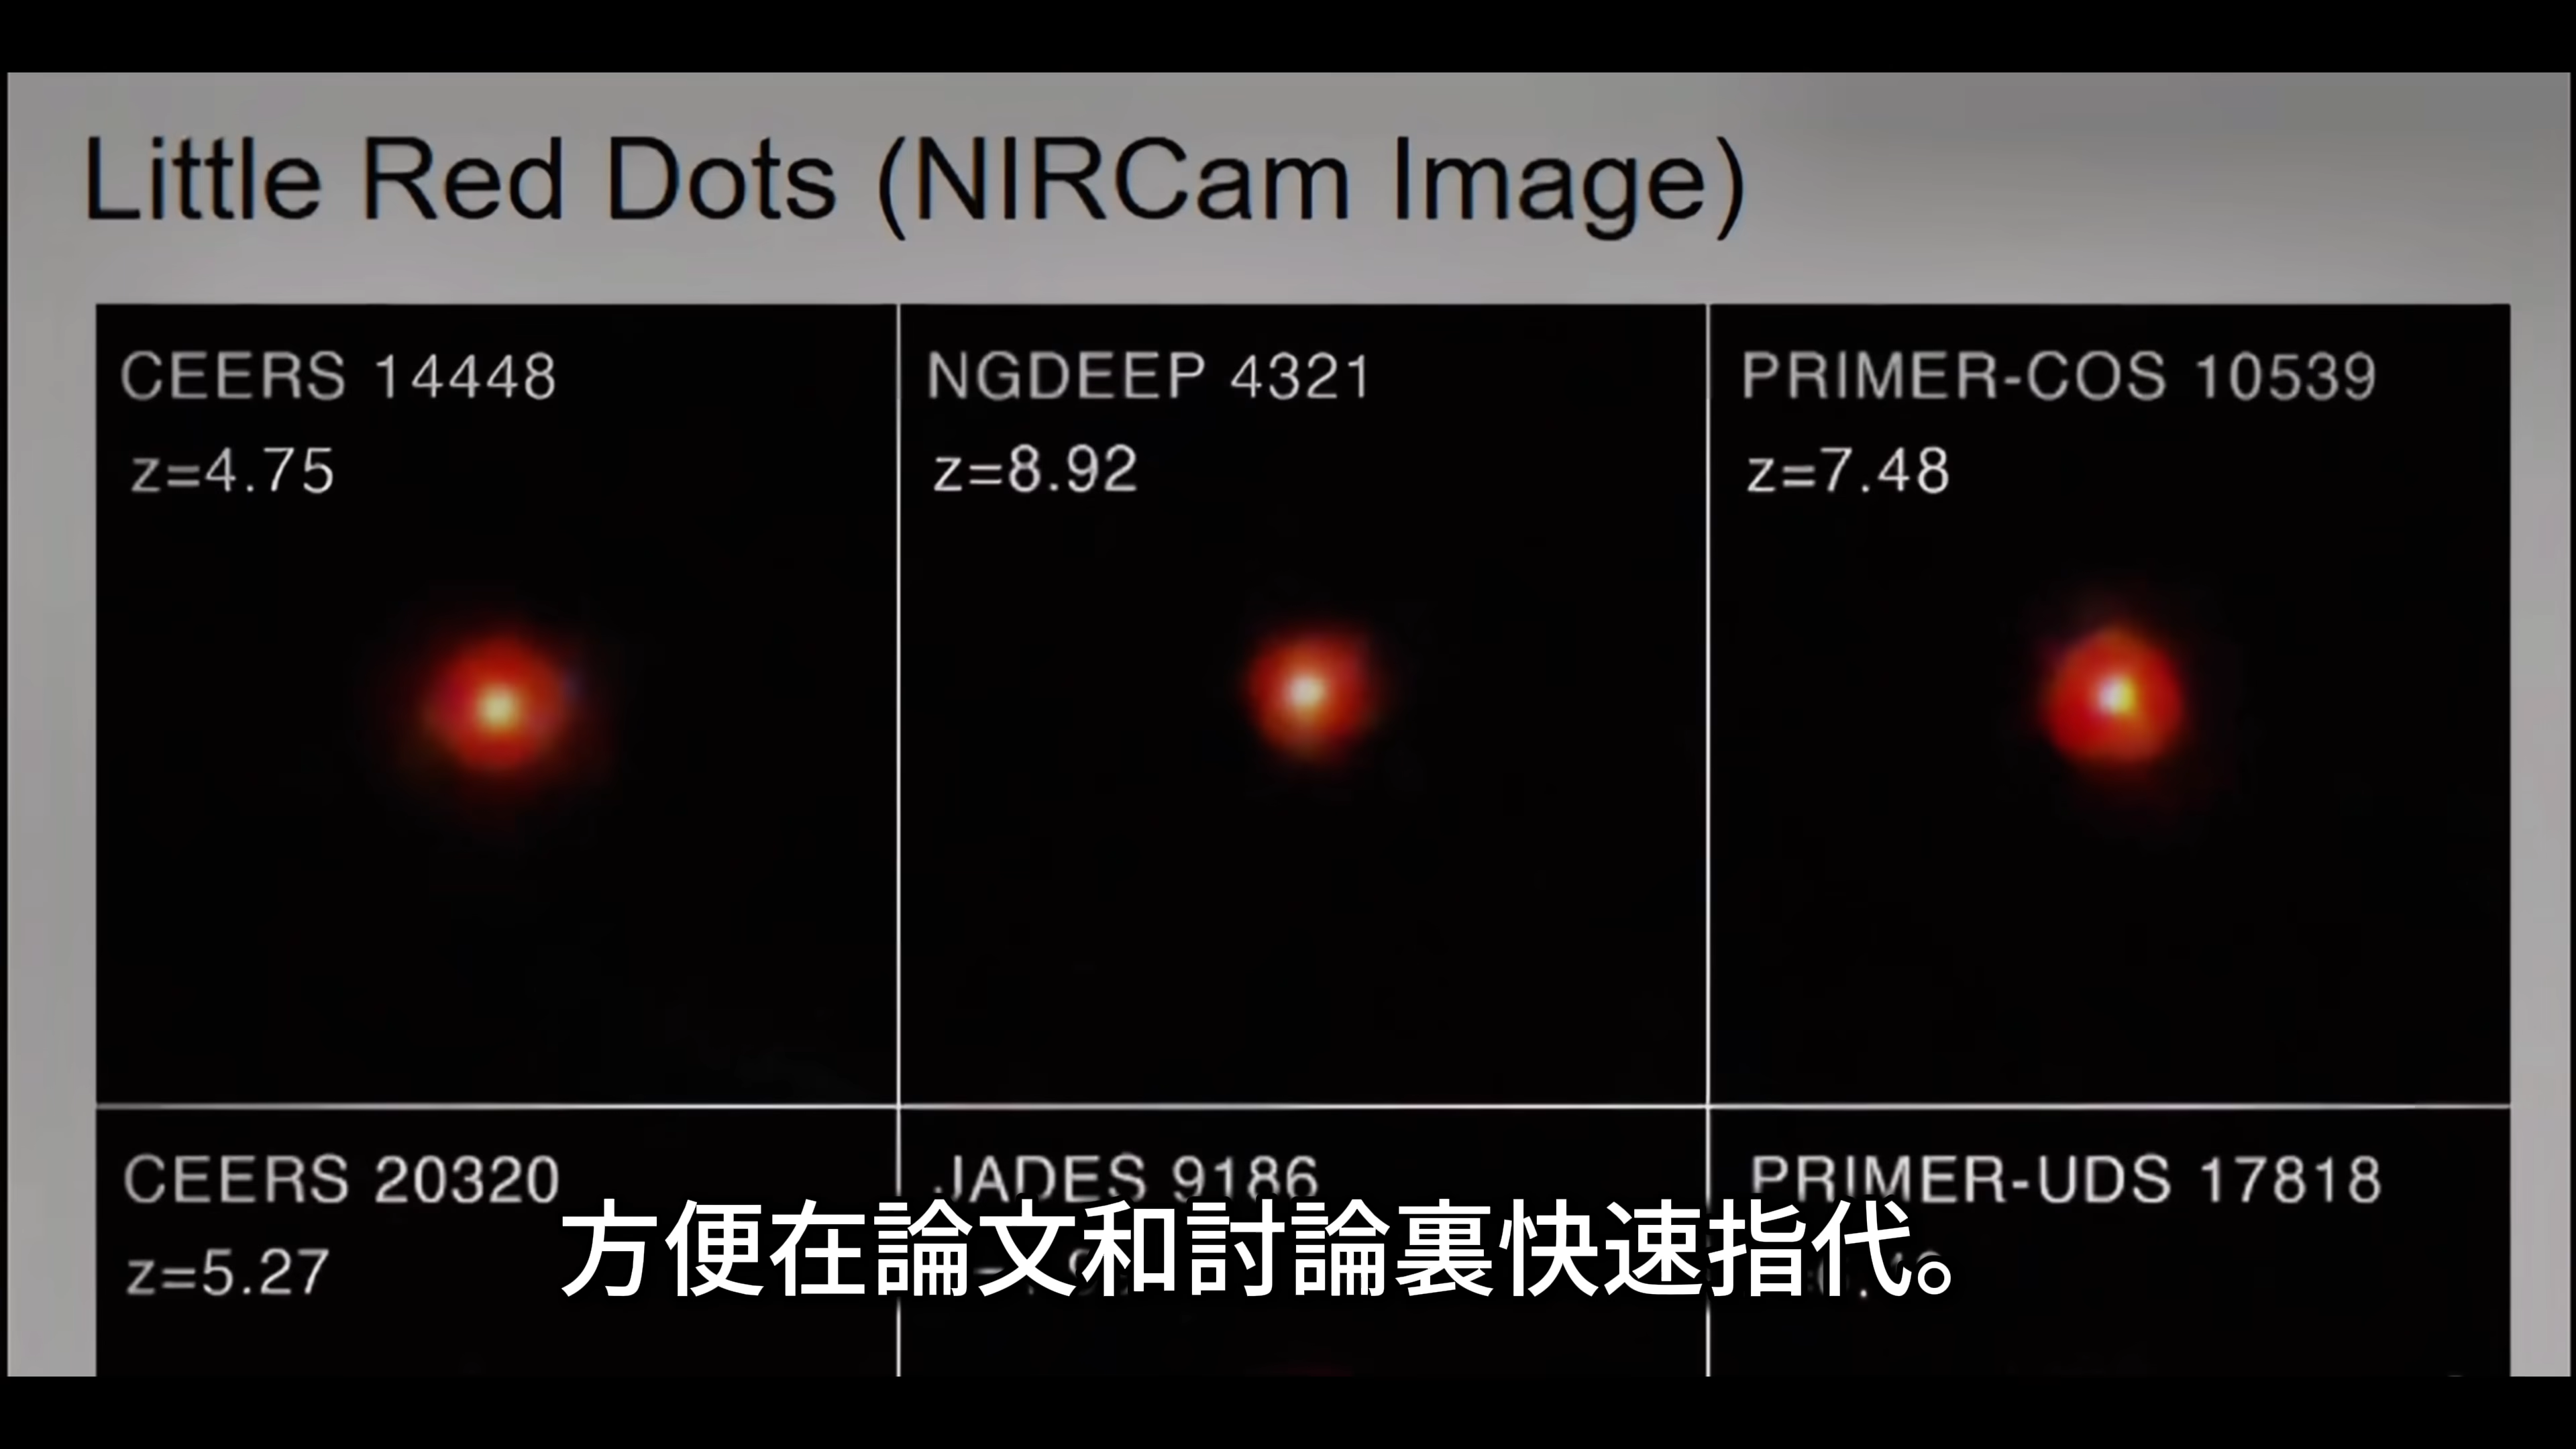 Little Red Dots (NIRCam Image)
CEERS 14448
z=4.75
NGDEEP 4321
z=8.92
PRIMER-COS 10539
z=7.48
CEERS 20320
z=5.27
JADES 9186
PRIMER-UDS 17818
方便在論文和討論裏快速指代。